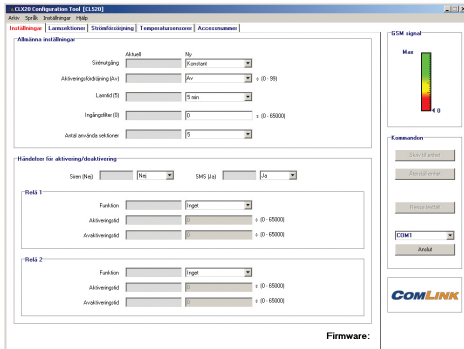 CLX20 Configuration Tool [CLS20]
Arkiv Språk Inställningar Hjälp
Inställningar Larmsektioner Strömförsörjning Temperatursensorer Accessnummer
Allmänna inställningar
Aktuell Ny
Sirénutgång Konstant
Aktiveringsfördröjning (Av) Av s (0 - 99)
Larmtid (5) 5 min
Ingångsfilter (0) 0 s (0 - 65000)
Antal använda sektioner 5
Händelser för aktivering/deaktivering
Siren (Nej) Nej SMS (Ja) Ja
Relä 1
Funktion Inget
Aktiveringstid 0 s (0 - 65000)
Avaktiveringstid 0 s (0 - 65000)
Relä 2
Funktion Inget
Aktiveringstid 0 s (0 - 65000)
Avaktiveringstid 0 s (0 - 65000)
Firmware:
GSM signal
Max
0
Kommandon
COM1
Anslut
COMLINK